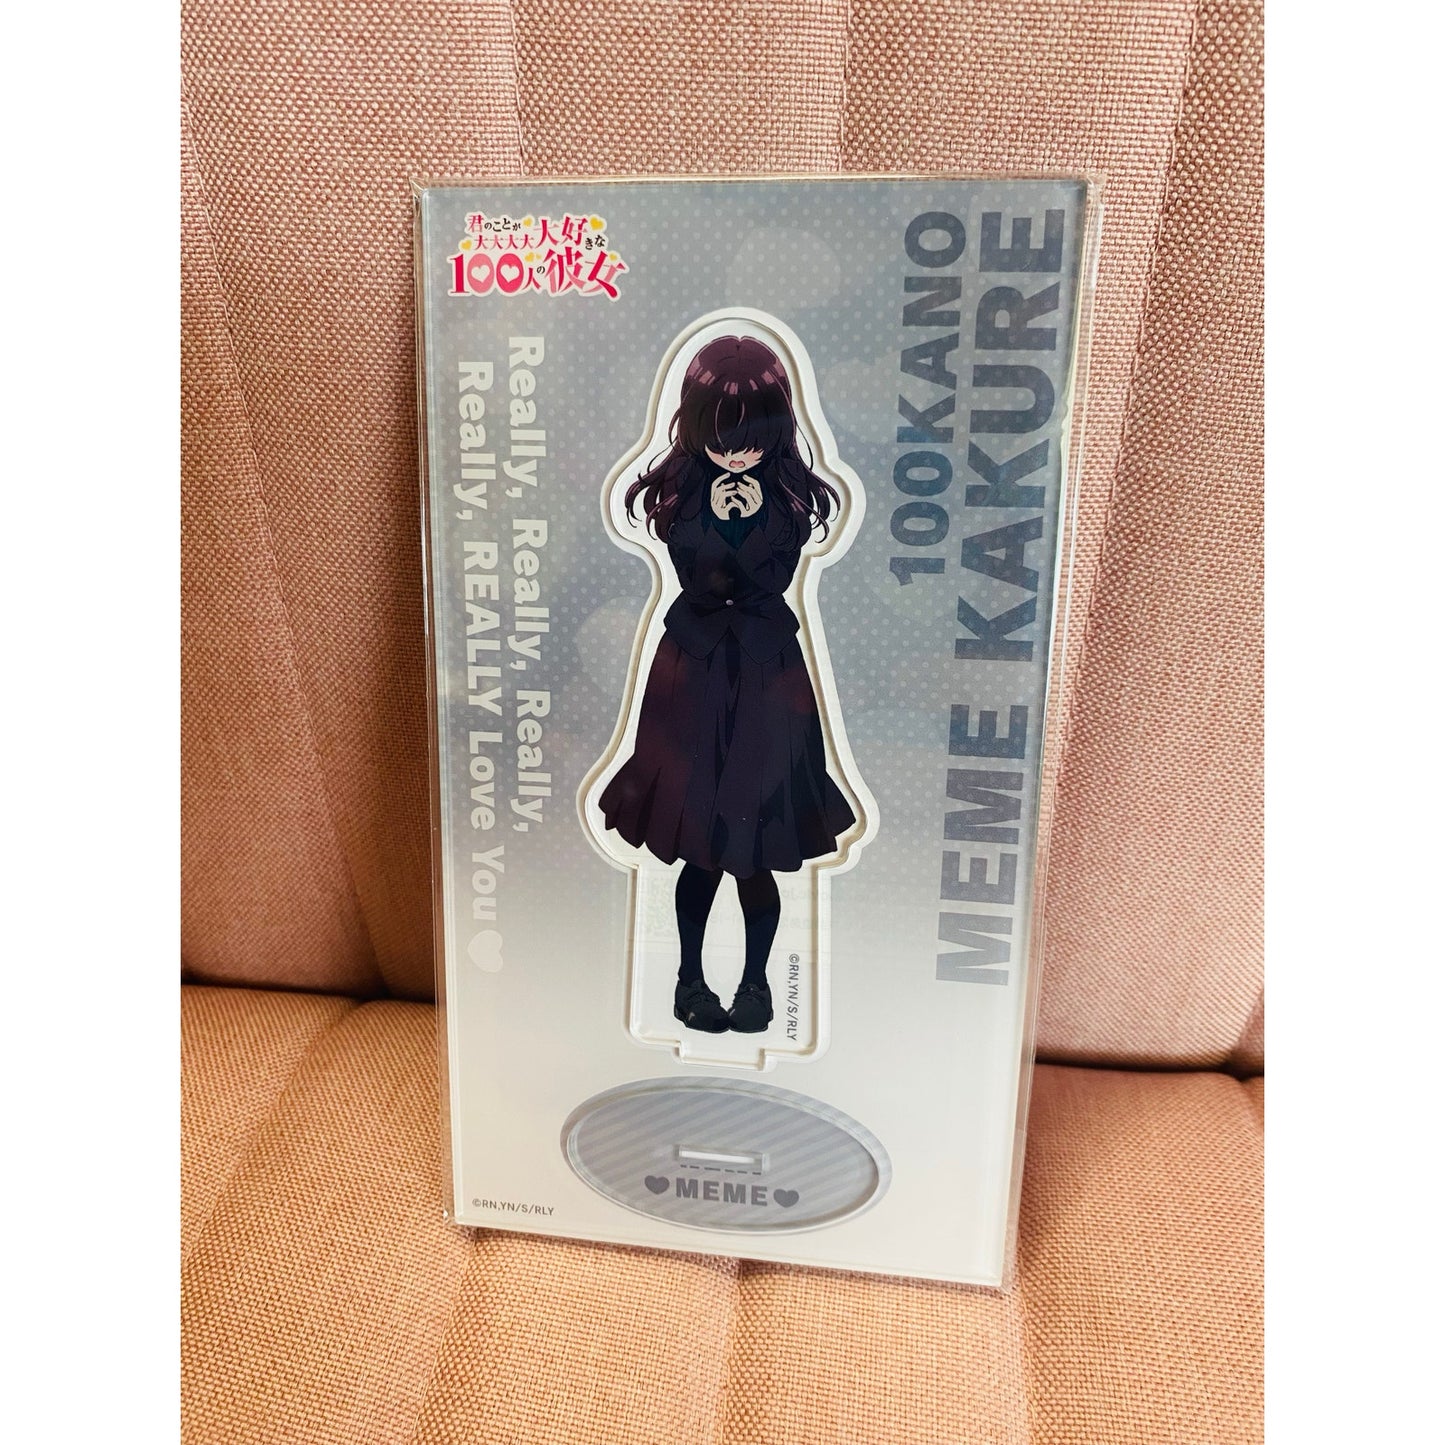 君のことが
大大大大大好きな
100人の彼女
100KANO
MEME KAKURE
Really, Really, Really,
Really, REALLY Love You
©RN,YN/S/RLY
MEME
©RN,YN/S/RLY